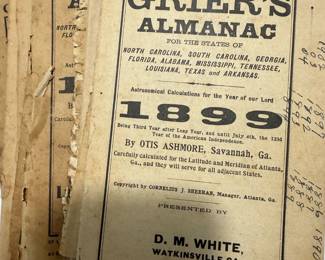 GRIER'S
ALMANAC
FOR THE STATES OF
NORTH CAROLINA, SOUTH CAROLINA, GEORGIA,
FLORIDA, ALABAMA, MISSISSIPPI, TENNESSEE,
LOUISIANA, TEXAS and ARKANSAS.
Astronomical Calculations for the Year of our Lord
1899
Being Third Year after Leap Year, and until July 4th, the 123d
Year of the American Independence.
By OTIS ASHMORE, Savannah, Ga.
Carefully calculated for the Latitude and Meridian of Atlanta,
Ga., and they will serve for all adjacent States.
Copyright by CORNELIUS J. SHEEHAN, Manager, Atlanta, Ga.
PRESENTED BY
D. M. WHITE,
WATKINSVILLE GA.